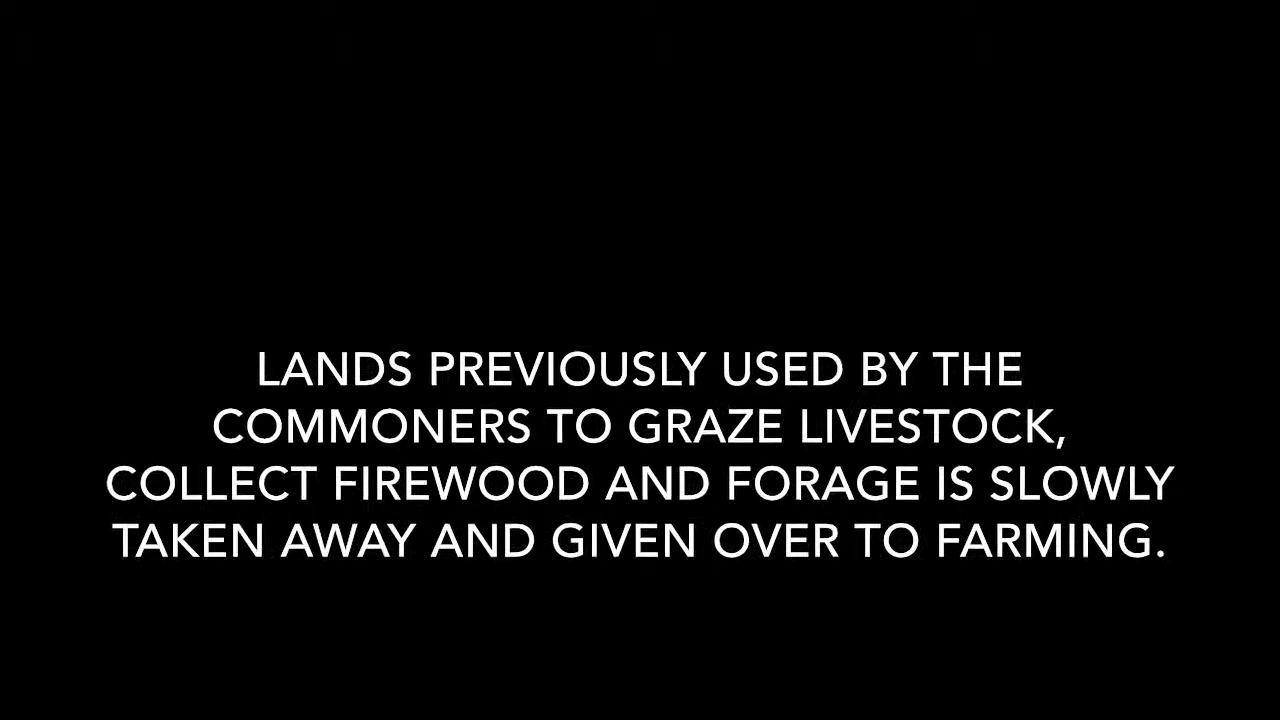 LANDS PREVIOUSLY USED BY THE
COMMONERS TO GRAZE LIVESTOCK,
COLLECT FIREWOOD AND FORAGE IS SLOWLY
TAKEN AWAY AND GIVEN OVER TO FARMING.